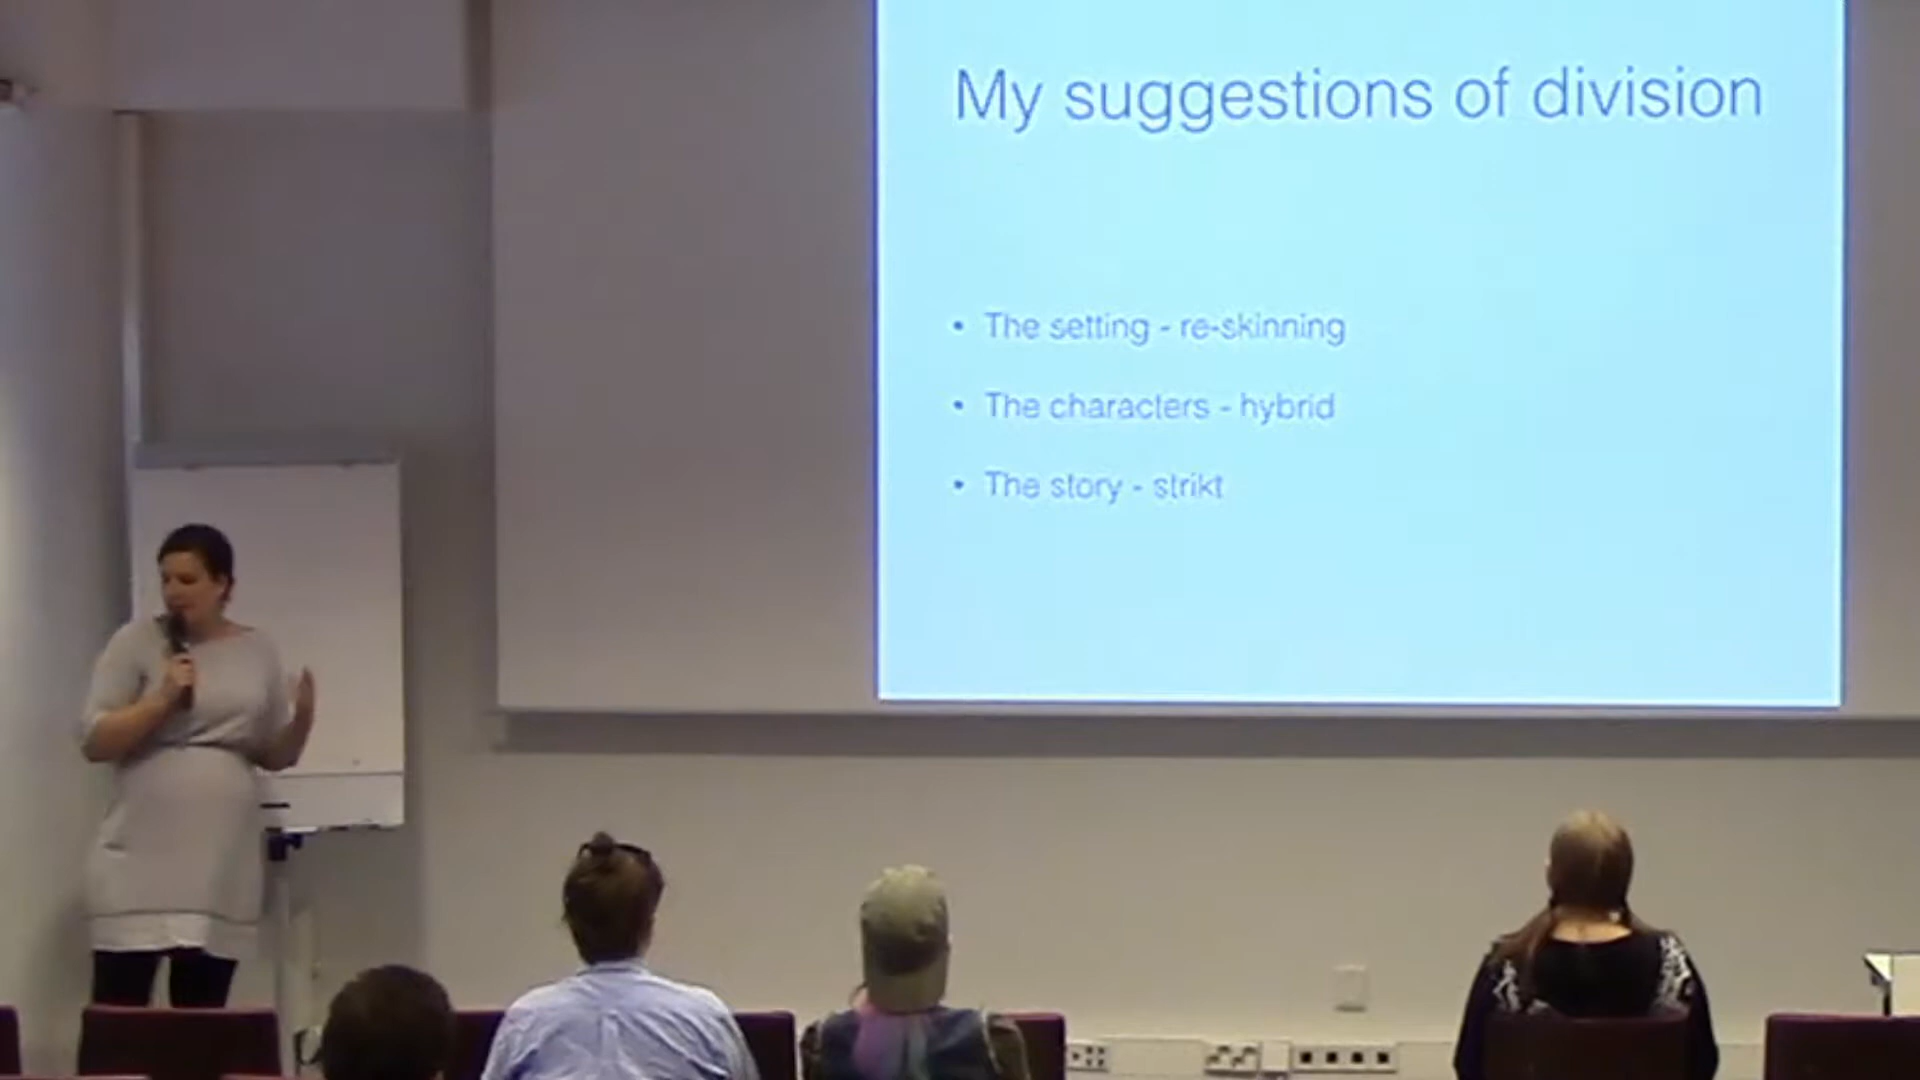 My suggestions of division
• The setting - re-skinning
• The characters - hybrid
• The story - strikt